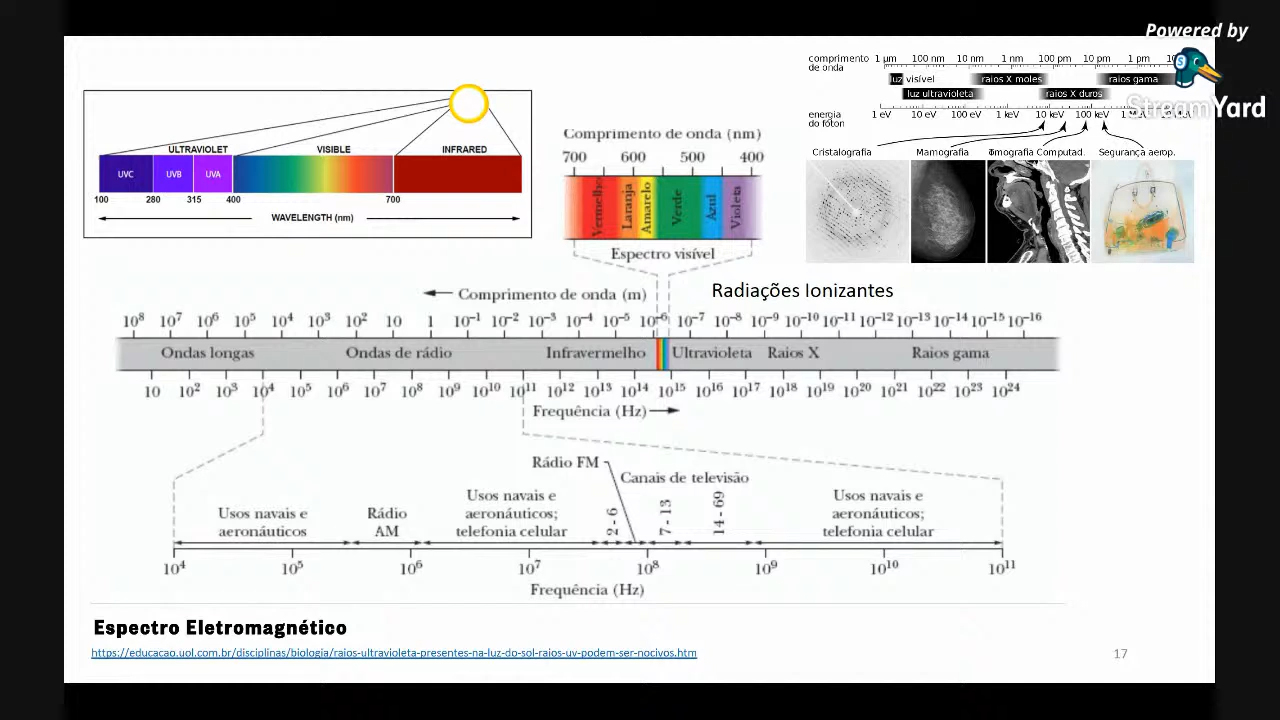 Powered by
StreamYard
ULTRAVIOLET VISIBLE INFRARED
UVC UVB UVA
100 280 315 400 700
WAVELENGTH (nm)
Comprimento de onda (nm)
700 600 500 400
Vermelho Laranja Amarelo Verde Azul Violeta
Espectro visível
comprimento de onda 1 µm 100 nm 10 nm 1 nm 100 pm 10 pm 1 pm
luz visível raios X moles raios gama
luz ultravioleta raios X duros
energia do fóton 1 eV 10 eV 100 eV 1 keV 10 keV 100 keV
Cristalografia Mamografia Tomografia Computad. Segurança aerop.
Radiações Ionizantes
Comprimento de onda (m)
10⁸ 10⁷ 10⁶ 10⁵ 10⁴ 10³ 10² 10 1 10⁻¹ 10⁻² 10⁻³ 10⁻⁴ 10⁻⁵ 10⁻⁶ 10⁻⁷ 10⁻⁸ 10⁻⁹ 10⁻¹⁰ 10⁻¹¹ 10⁻¹² 10⁻¹³ 10⁻¹⁴ 10⁻¹⁵ 10⁻¹⁶
Ondas longas Ondas de rádio Infravermelho Ultravioleta Raios X Raios gama
10 10² 10³ 10⁴ 10⁵ 10⁶ 10⁷ 10⁸ 10⁹ 10¹⁰ 10¹¹ 10¹² 10¹³ 10¹⁴ 10¹⁵ 10¹⁶ 10¹⁷ 10¹⁸ 10¹⁹ 10²⁰ 10²¹ 10²² 10²³ 10²⁴
Frequência (Hz)
Rádio FM
Canais de televisão
Usos navais e
aeronáuticos
Rádio
AM
Usos navais e
aeronáuticos;
telefonia celular
2 - 6
7 - 13
14 - 69
Usos navais e
aeronáuticos;
telefonia celular
10⁴ 10⁵ 10⁶ 10⁷ 10⁸ 10⁹ 10¹⁰ 10¹¹
Frequência (Hz)
Espectro Eletromagnético
https://educacao.uol.com.br/disciplinas/biologia/raios-ultravioleta-presentes-na-luz-do-sol-raios-uv-podem-ser-nocivos.htm
17